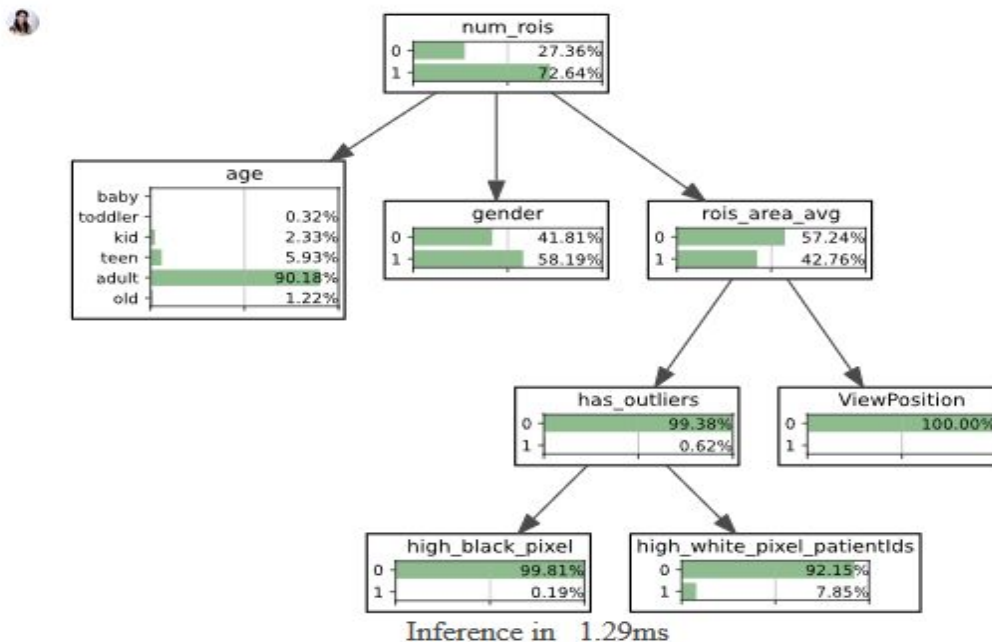 num_rois
0 27.36%
1 72.64%
age
baby
toddler 0.32%
kid 2.33%
teen 5.93%
adult 90.18%
old 1.22%
gender
0 41.81%
1 58.19%
rois_area_avg
0 57.24%
1 42.76%
has_outliers
0 99.38%
1 0.62%
ViewPosition
0 100.00%
1
high_black_pixel
0 99.81%
1 0.19%
high_white_pixel_patientIds
0 92.15%
1 7.85%
Inference in 1.29ms